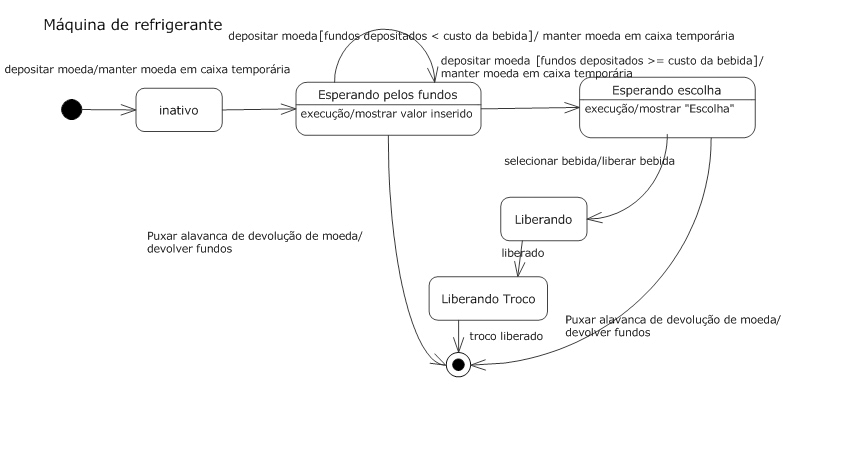 Máquina de refrigerante
depositar moeda[fundos depositados < custo da bebida]/ manter moeda em caixa temporária
depositar moeda [fundos depositados >= custo da bebida]/
manter moeda em caixa temporária
depositar moeda/manter moeda em caixa temporária
inativo
Esperando pelos fundos
execução/mostrar valor inserido
Esperando escolha
execução/mostrar "Escolha"
selecionar bebida/liberar bebida
Liberando
Puxar alavanca de devolução de moeda/
devolver fundos
liberado
Liberando Troco
troco liberado
Puxar alavanca de devolução de moeda/
devolver fundos